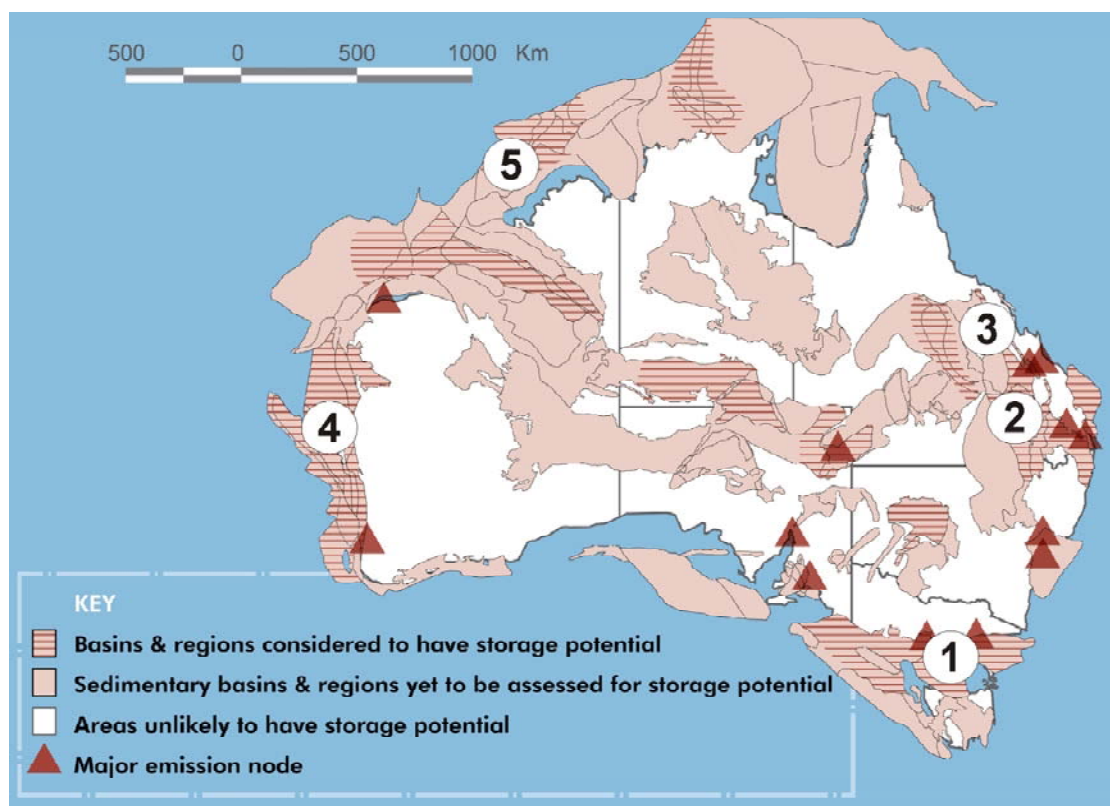 500 0 500 1000 Km
5
3
2
4
1
KEY
Basins & regions considered to have storage potential
Sedimentary basins & regions yet to be assessed for storage potential
Areas unlikely to have storage potential
Major emission node